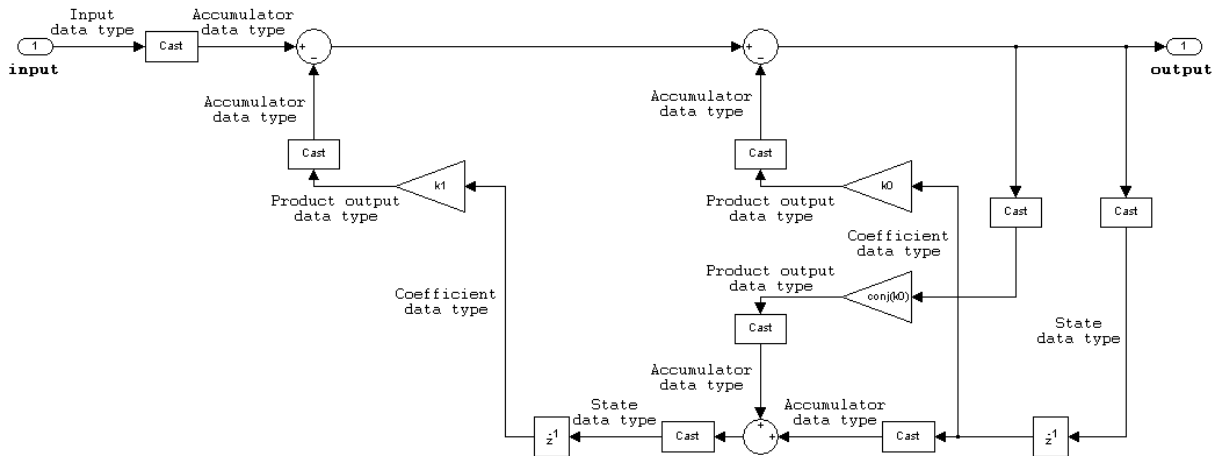 Input
data type
Accumulator
data type
1
Cast
+
−
+
−
1
input
output
Accumulator
data type
Accumulator
data type
Cast
Cast
k1
k0
Product output
data type
Product output
data type
Cast
Cast
Coefficient
data type
Product output
data type
Coefficient
data type
conj(k0)
Cast
State
data type
Accumulator
data type
State
data type
Accumulator
data type
+
+
z-1
Cast
Cast
z-1